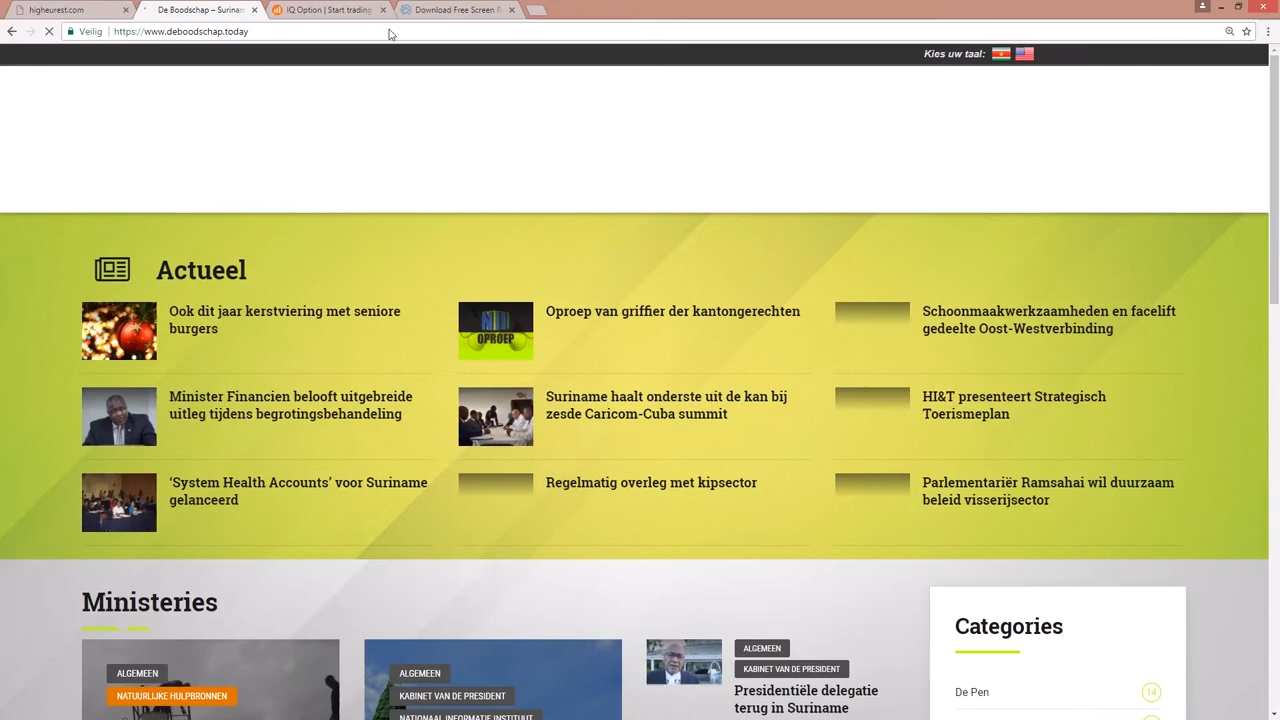 higheurest.com
De Boodschap – Surinam
IQ Option | Start trading
Download Free Screen R
Veilig
https://www.deboodschap.today
Kies uw taal:
Actueel
Ook dit jaar kerstviering met seniore
burgers
Oproep van griffier der kantongerechten
Schoonmaakwerkzaamheden en facelift
gedeelte Oost-Westverbinding
OPROEP
Minister Financien belooft uitgebreide
uitleg tijdens begrotingsbehandeling
Suriname haalt onderste uit de kan bij
zesde Caricom-Cuba summit
HI&T presenteert Strategisch
Toerismeplan
‘System Health Accounts’ voor Suriname
gelanceerd
Regelmatig overleg met kipsector
Parlementariër Ramsahai wil duurzaam
beleid visserijsector
Ministeries
ALGEMEEN
NATUURLIJKE HULPBRONNEN
ALGEMEEN
KABINET VAN DE PRESIDENT
NATIONAAL INFORMATIE INSTITUUT
ALGEMEEN
KABINET VAN DE PRESIDENT
Presidentiële delegatie
terug in Suriname
Categories
De Pen
14